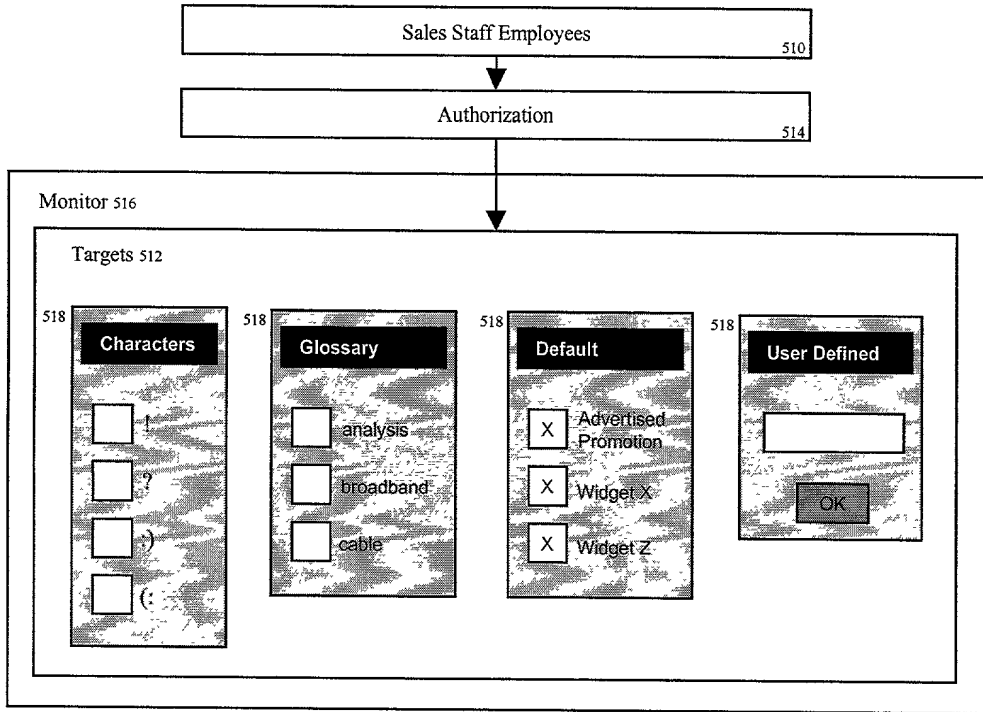 Sales Staff Employees
510
Authorization
514
Monitor 516
Targets 512
518
Characters
!
?
:)
(:
518
Glossary
analysis
broadband
cable
518
Default
X Advertised
Promotion
X Widget X
X Widget Z
518
User Defined
OK